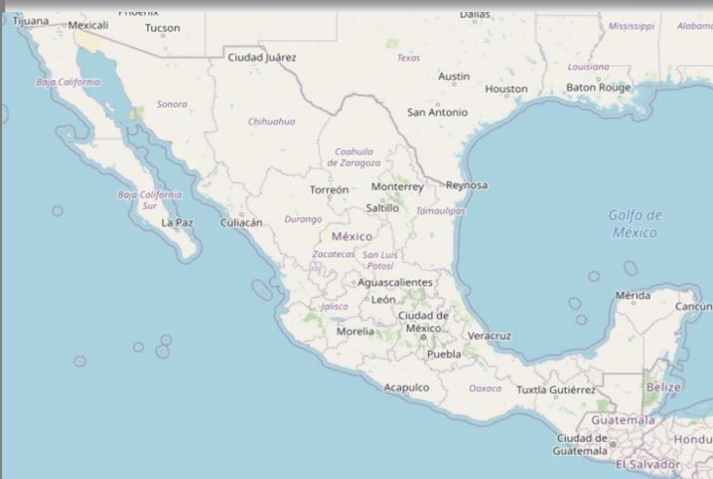 Phoenix
Dallas
Tijuana
Mexicali
Tucson
Mississippi
Alabama
Ciudad Juárez
Texas
Louisiana
Baja California
Austin
Houston
Baton Rouge
Sonora
San Antonio
Chihuahua
Coahuila
de Zaragoza
Torreón
Monterrey
Reynosa
Baja California
Sur
Saltillo
Tamaulipas
La Paz
Culiacán
Durango
Golfo de
México
México
Zacatecas
San Luis
Potosí
Aguascalientes
León
Jalisco
Mérida
Cancún
Ciudad de
México
Morelia
Veracruz
Puebla
Acapulco
Oaxaca
Tuxtla Gutiérrez
Belize
Guatemala
Ciudad de
Guatemala
Hondu
El Salvador